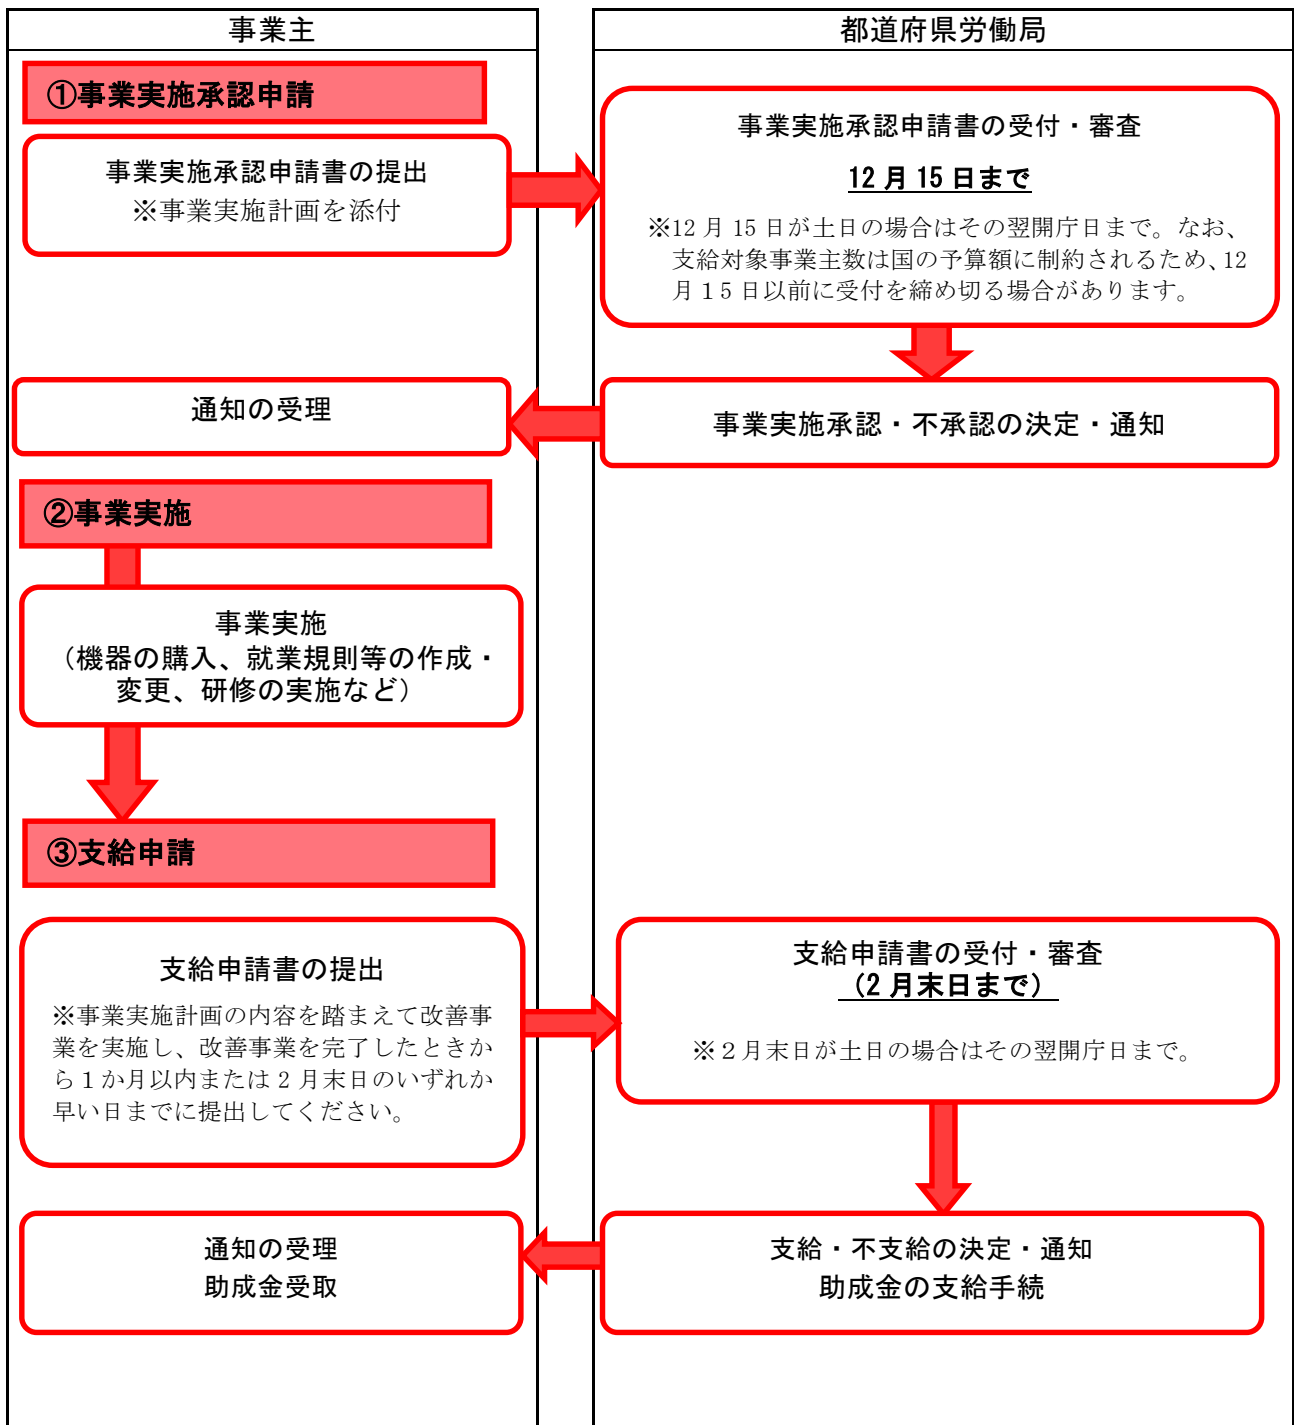 事業主
都道府県労働局
①事業実施承認申請
事業実施承認申請書の提出
※事業実施計画を添付
事業実施承認申請書の受付・審査
12月15日まで
※12月15日が土日の場合はその翌開庁日まで。なお、
支給対象事業主数は国の予算額に制約されるため、12
月15日以前に受付を締め切る場合があります。
通知の受理
事業実施承認・不承認の決定・通知
②事業実施
事業実施
（機器の購入、就業規則等の作成・
変更、研修の実施など）
③支給申請
支給申請書の提出
※事業実施計画の内容を踏まえて改善事
業を実施し、改善事業を完了したときか
ら１か月以内または2月末日のいずれか
早い日までに提出してください。
支給申請書の受付・審査
（2月末日まで）
※２月末日が土日の場合はその翌開庁日まで。
通知の受理
助成金受取
支給・不支給の決定・通知
助成金の支給手続